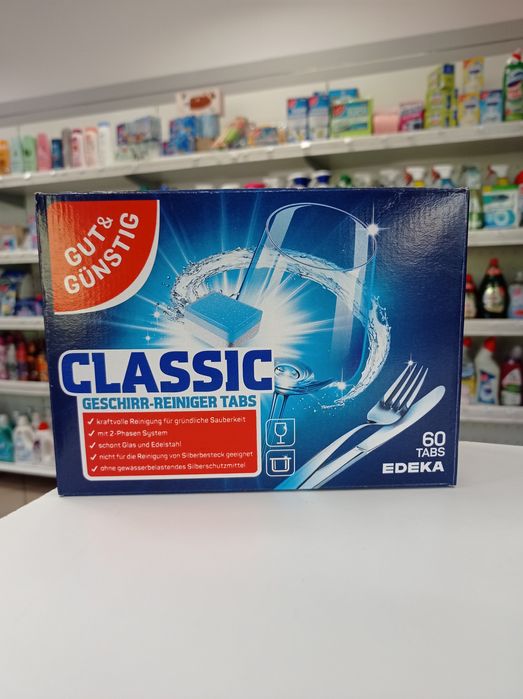 GUT&
GÜNSTIG
CLASSIC
GESCHIRR-REINIGER TABS
✓ kraftvolle Reinigung für gründliche Sauberkeit
✓ mit 2-Phasen System
✓ schont Glas und Edelstahl
✓ nicht für die Reinigung von Silberbesteck geeignet
✓ ohne gewässerbelastendes Silberschutzmittel
60
TABS
EDEKA